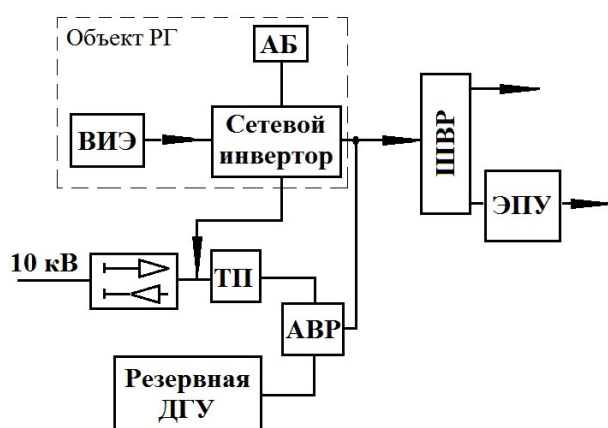 Объект РГ
АБ
ВИЭ
Сетевой
инвертор
ШВР
ЭПУ
10 кВ
ТП
АВР
Резервная
ДГУ